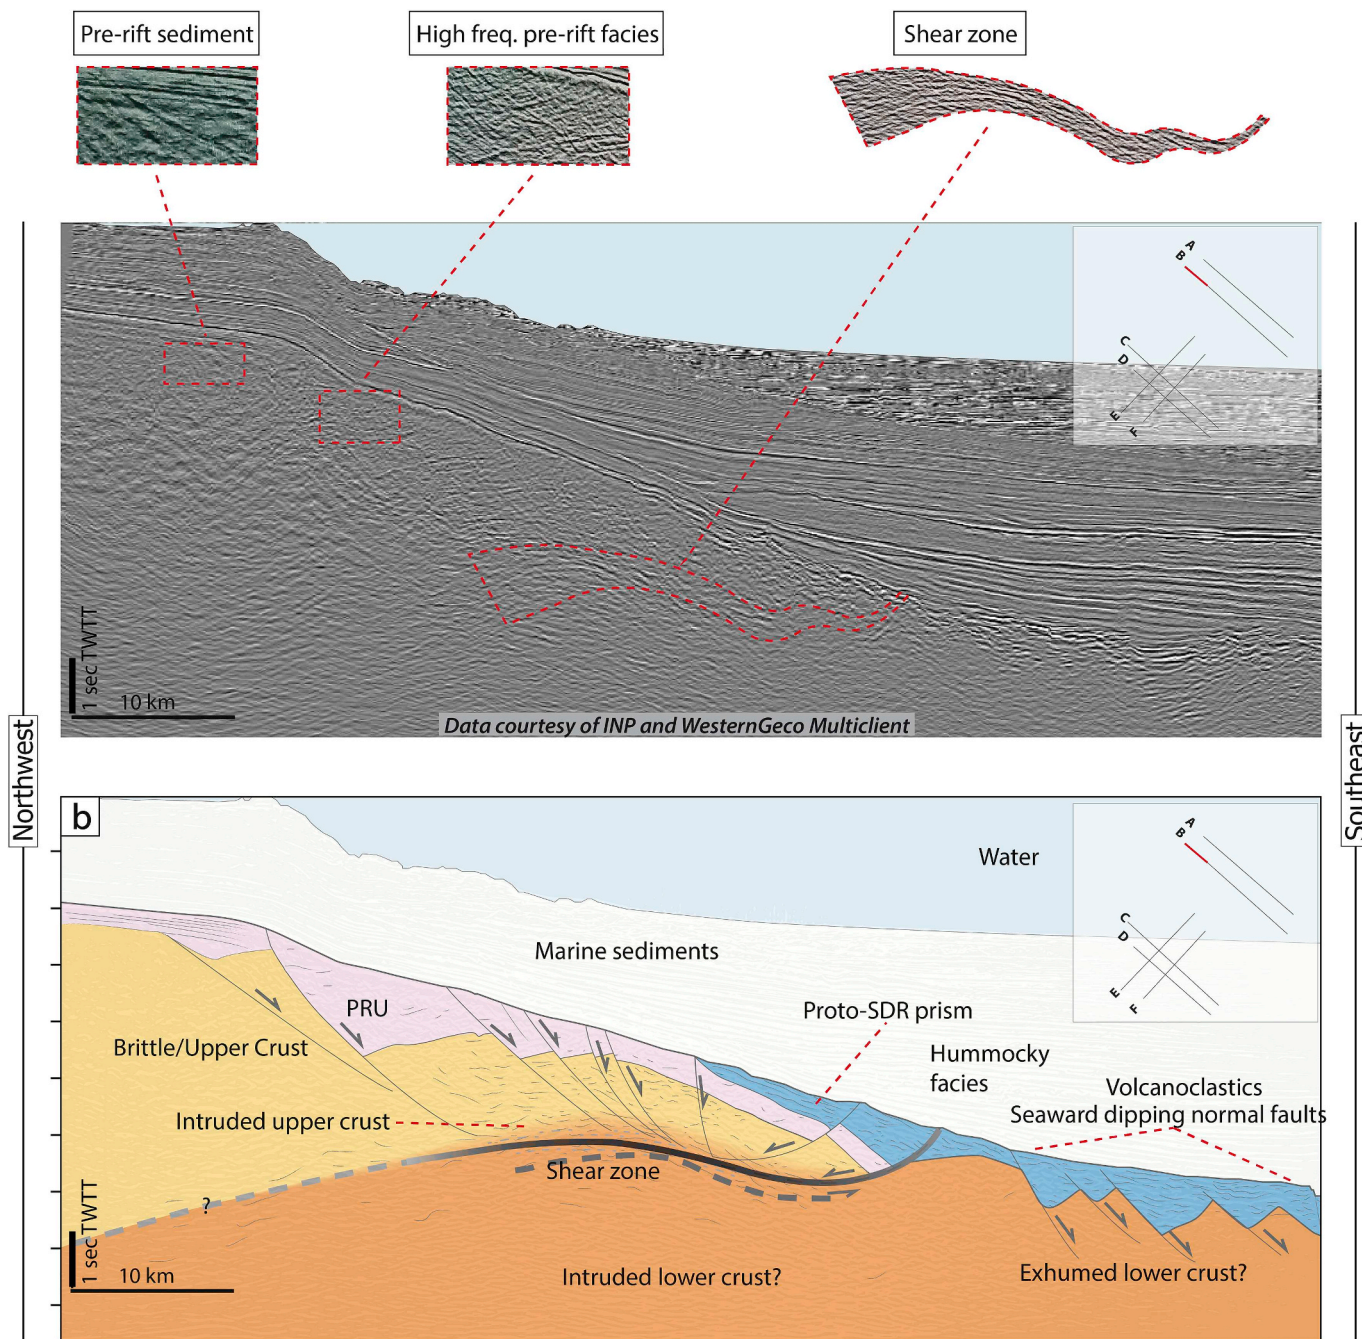 Pre-rift sediment
High freq. pre-rift facies
Shear zone
A
B
C
D
E
F
1 sec TWTT
10 km
Data courtesy of INP and WesternGeco Multiclient
Northwest
Southeast
b
Water
A
B
C
D
E
F
Marine sediments
Proto-SDR prism
PRU
Hummocky
facies
Brittle/Upper Crust
Volcanoclastics
Seaward dipping normal faults
Intruded upper crust
Shear zone
?
1 sec TWTT
10 km
Intruded lower crust?
Exhumed lower crust?